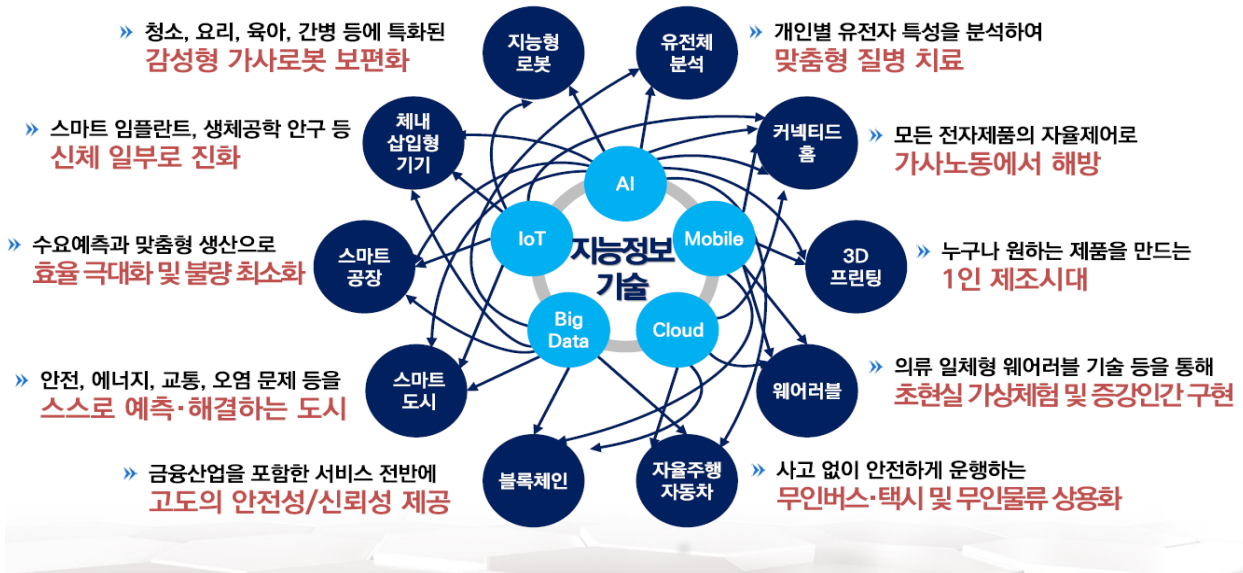 » 청소, 요리, 육아, 간병 등에 특화된
감성형 가사로봇 보편화
지능형
로봇
유전체
분석
» 개인별 유전자 특성을 분석하여
맞춤형 질병 치료
» 스마트 임플란트, 생체공학 안구 등
신체 일부로 진화
체내
삽입형
기기
커넥티드
홈
» 모든 전자제품의 자율제어로
가사노동에서 해방
AI
IoT
Mobile
지능정보
기술
Big
Data
Cloud
» 수요예측과 맞춤형 생산으로
효율 극대화 및 불량 최소화
스마트
공장
3D
프린팅
» 누구나 원하는 제품을 만드는
1인 제조시대
» 안전, 에너지, 교통, 오염 문제 등을
스스로 예측·해결하는 도시
스마트
도시
웨어러블
» 의류 일체형 웨어러블 기술 등을 통해
초현실 가상체험 및 증강인간 구현
» 금융산업을 포함한 서비스 전반에
고도의 안전성/신뢰성 제공
블록체인
자율주행
자동차
» 사고 없이 안전하게 운행하는
무인버스·택시 및 무인물류 상용화